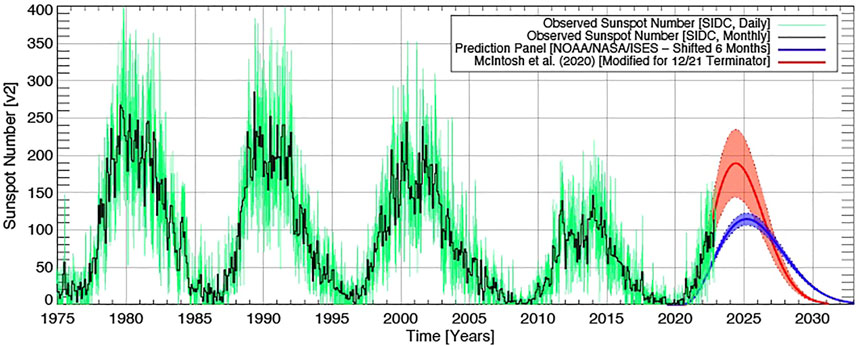 400
350
300
250
200
150
100
50
0
Sunspot Number [v2]
Observed Sunspot Number [SIDC, Daily]
Observed Sunspot Number [SIDC, Monthly]
Prediction Panel [NOAA/NASA/ISES – Shifted 6 Months]
McIntosh et al. (2020) [Modified for 12/21 Terminator]
1975 1980 1985 1990 1995 2000 2005 2010 2015 2020 2025 2030
Time [Years]